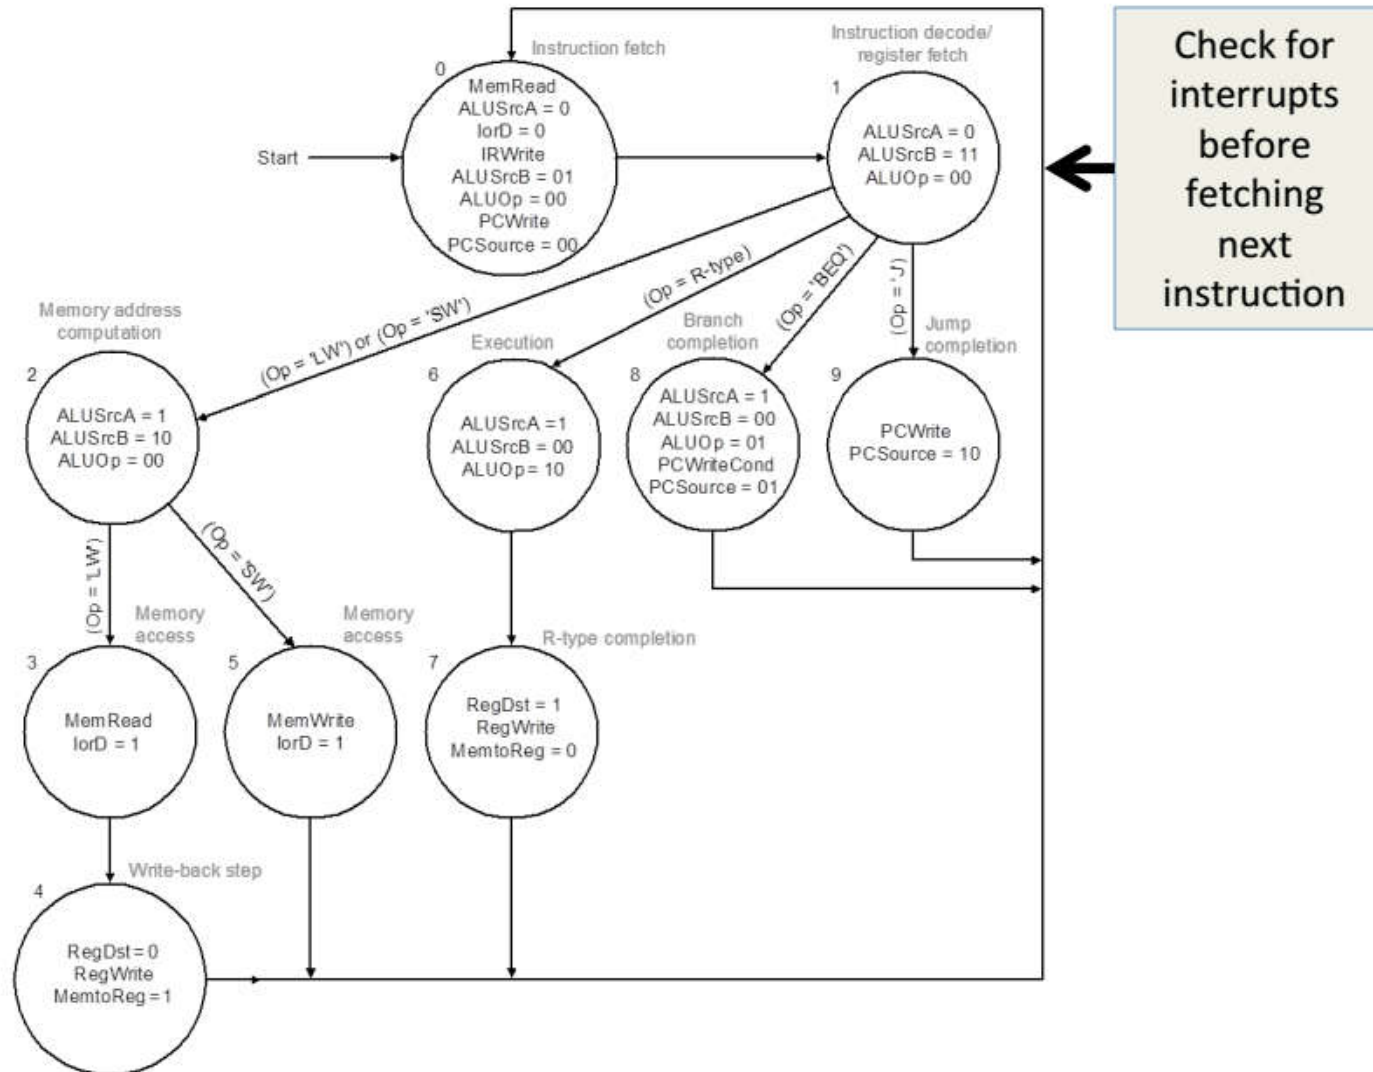 Instruction fetch
0
MemRead
ALUSrcA = 0
IorD = 0
IRWrite
ALUSrcB = 01
ALUOp = 00
PCWrite
PCSource = 00
Start
Instruction decode/
register fetch
1
ALUSrcA = 0
ALUSrcB = 11
ALUOp = 00
Check for
interrupts
before
fetching
next
instruction
(Op = 'LW') or (Op = 'SW')
(Op = R-type)
(Op = 'BEQ')
(Op = 'J')
Memory address
computation
2
ALUSrcA = 1
ALUSrcB = 10
ALUOp = 00
Execution
6
ALUSrcA =1
ALUSrcB = 00
ALUOp = 10
Branch
completion
8
ALUSrcA = 1
ALUSrcB = 00
ALUOp = 01
PCWriteCond
PCSource = 01
Jump
completion
9
PCWrite
PCSource = 10
(Op = 'LW')
(Op = 'SW')
Memory
access
3
MemRead
IorD = 1
Memory
access
5
MemWrite
IorD = 1
R-type completion
7
RegDst = 1
RegWrite
MemtoReg = 0
Write-back step
4
RegDst = 0
RegWrite
MemtoReg = 1